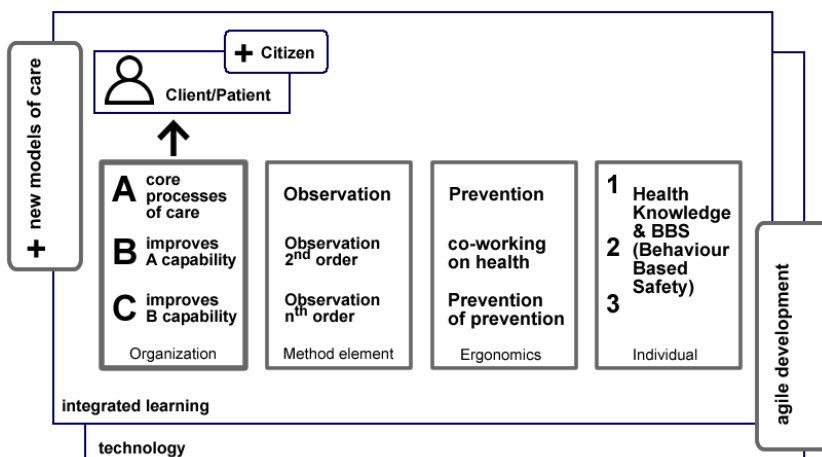 + new models of care
+ Citizen
Client/Patient
A core
processes
of care
B improves
A capability
C improves
B capability
Organization
Observation
Observation
2nd order
Observation
nth order
Method element
Prevention
co-working
on health
Prevention
of prevention
Ergonomics
1
2
3
Health
Knowledge
& BBS
(Behaviour
Based
Safety)
Individual
agile development
integrated learning
technology